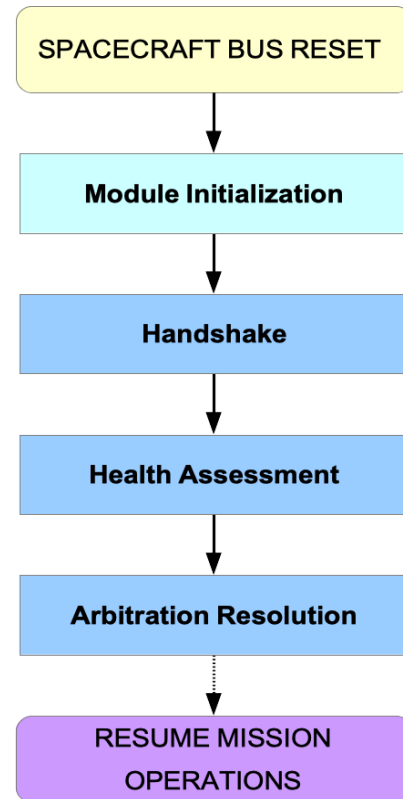 SPACECRAFT BUS RESET
Module Initialization
Handshake
Health Assessment
Arbitration Resolution
RESUME MISSION
OPERATIONS